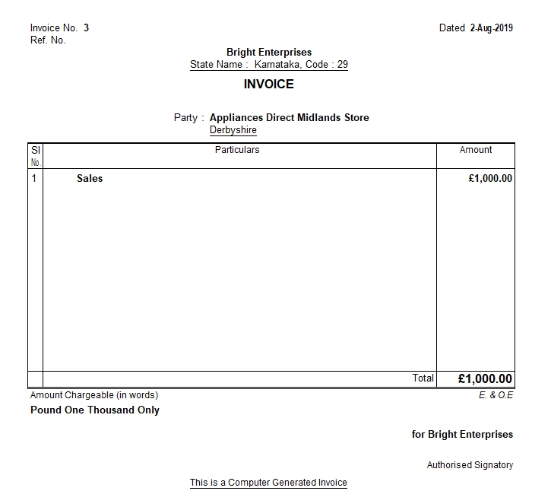 Invoice No. 3 Dated 2-Aug-2019
Ref. No.
Bright Enterprises
State Name : Karnataka, Code : 29
INVOICE
Party : Appliances Direct Midlands Store
Derbyshire
Sl Particulars Amount
No.
1 Sales £1,000.00
Total £1,000.00
Amount Chargeable (in words) E. & O.E
Pound One Thousand Only
for Bright Enterprises
Authorised Signatory
This is a Computer Generated Invoice